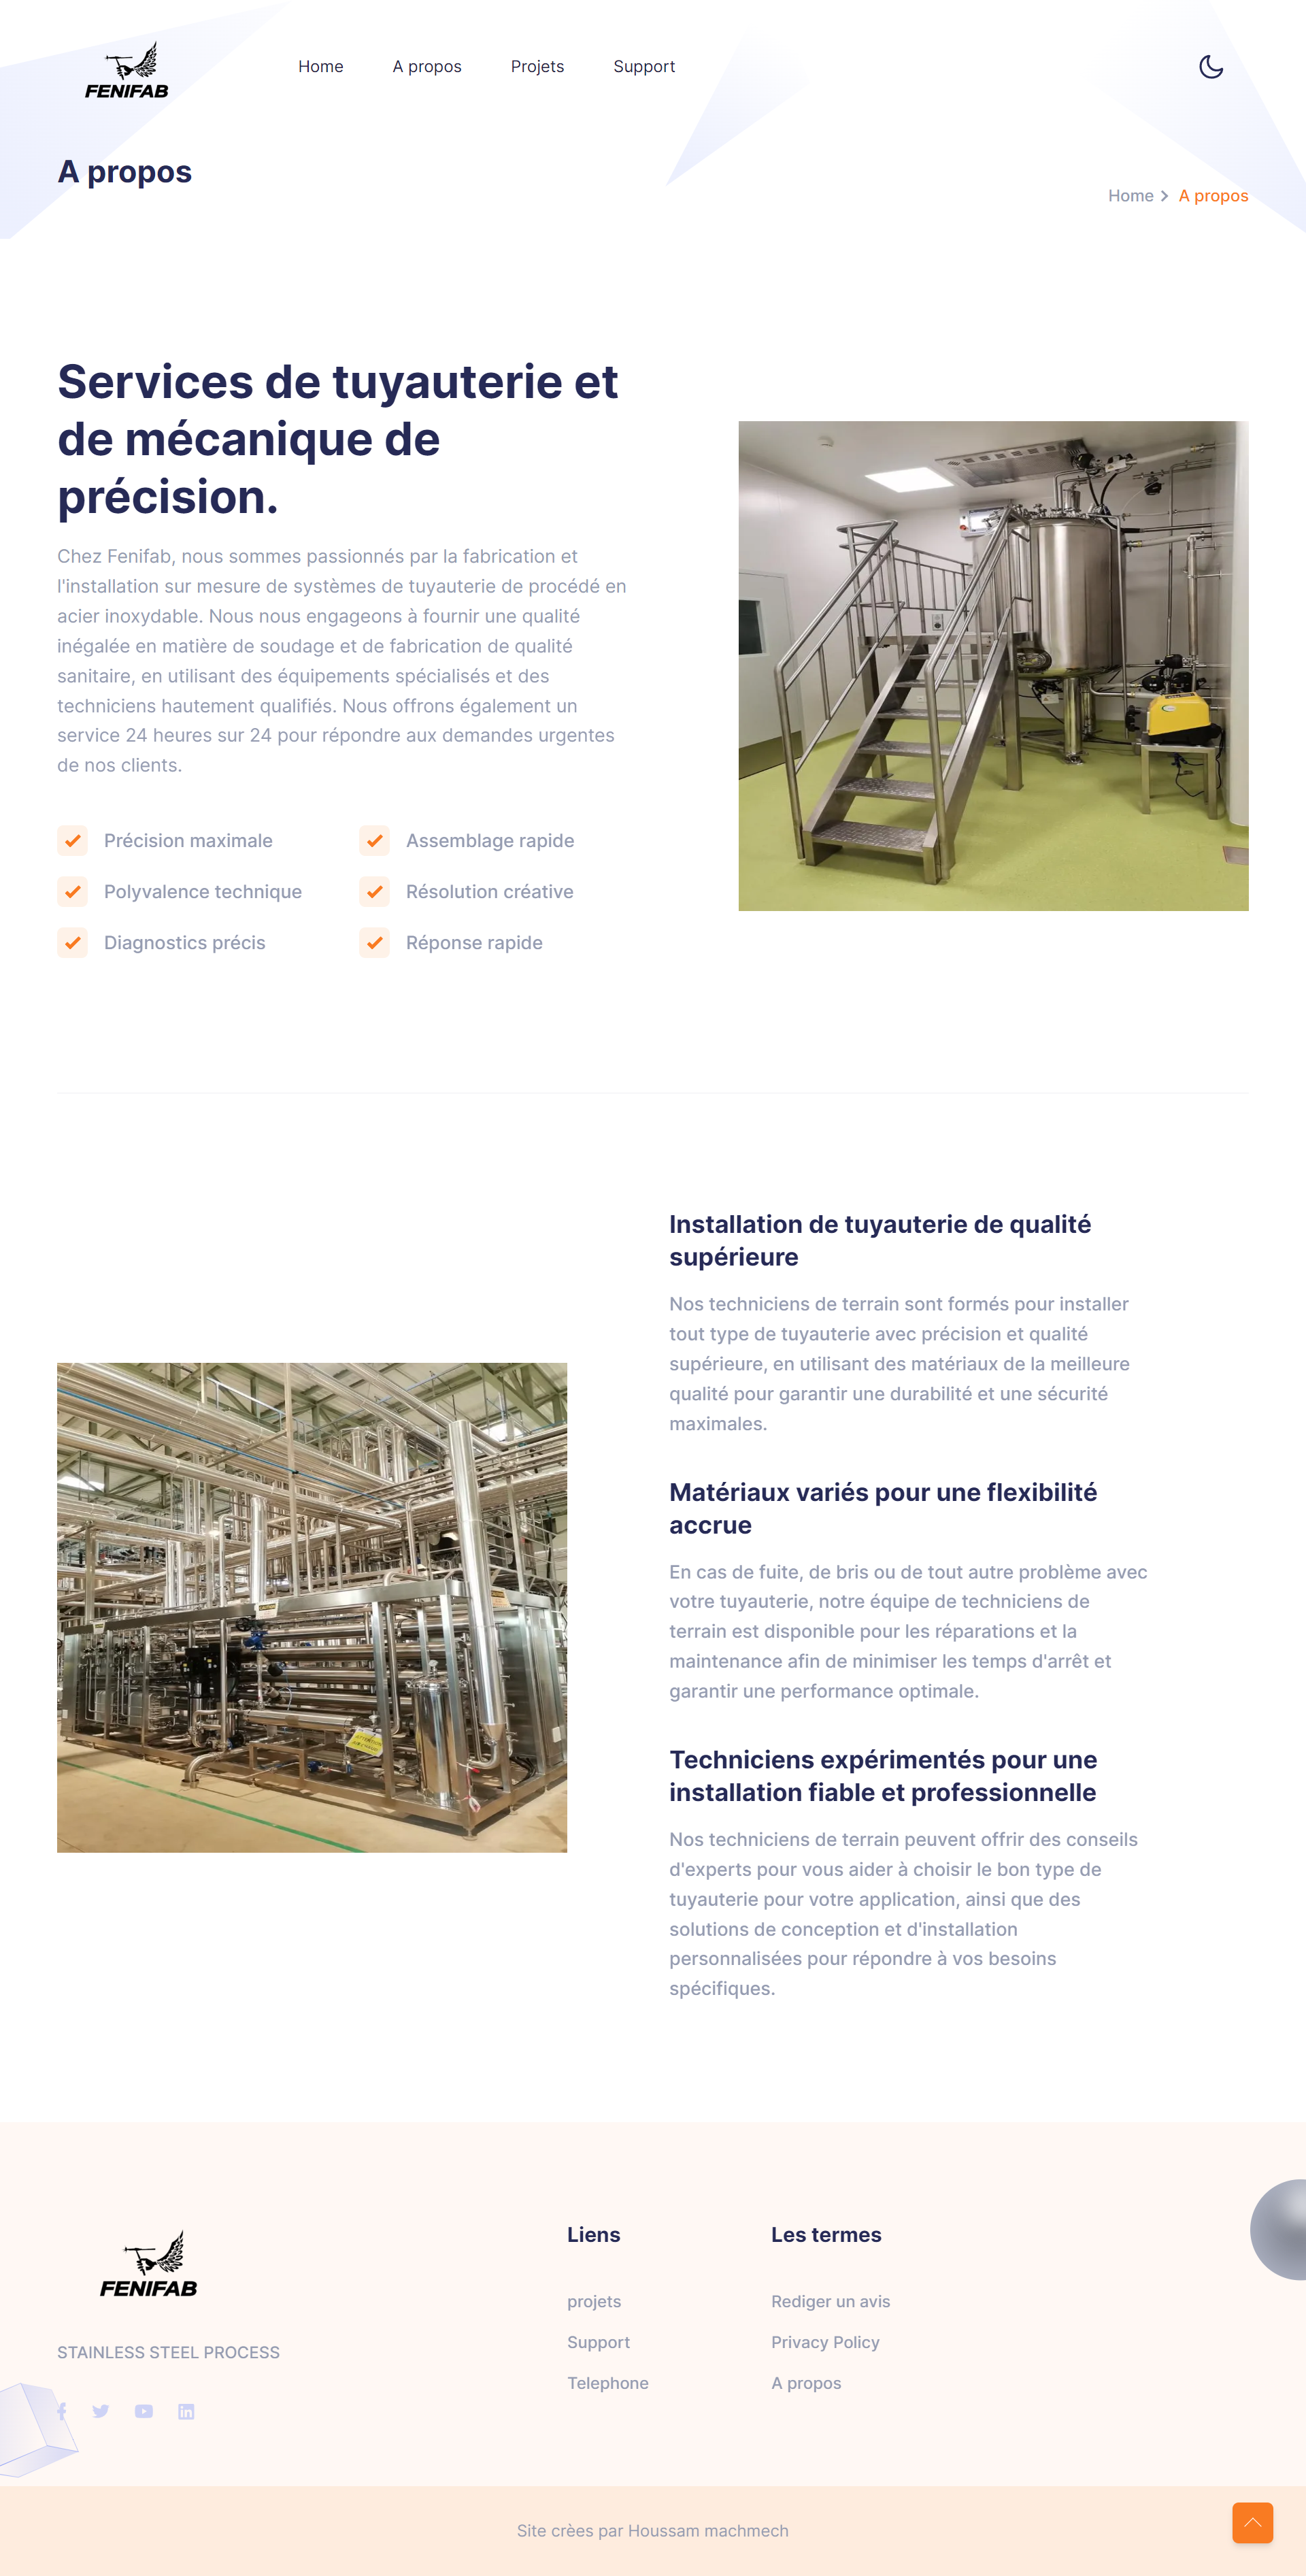 FENIFAB
Home
A propos
Projets
Support
A propos
Home
A propos
Services de tuyauterie et
de mécanique de
précision.
Chez Fenifab, nous sommes passionnés par la fabrication et
l'installation sur mesure de systèmes de tuyauterie de procédé en
acier inoxydable. Nous nous engageons à fournir une qualité
inégalée en matière de soudage et de fabrication de qualité
sanitaire, en utilisant des équipements spécialisés et des
techniciens hautement qualifiés. Nous offrons également un
service 24 heures sur 24 pour répondre aux demandes urgentes
de nos clients.
Précision maximale
Assemblage rapide
Polyvalence technique
Résolution créative
Diagnostics précis
Réponse rapide
Installation de tuyauterie de qualité
supérieure
Nos techniciens de terrain sont formés pour installer
tout type de tuyauterie avec précision et qualité
supérieure, en utilisant des matériaux de la meilleure
qualité pour garantir une durabilité et une sécurité
maximales.
Matériaux variés pour une flexibilité
accrue
En cas de fuite, de bris ou de tout autre problème avec
votre tuyauterie, notre équipe de techniciens de
terrain est disponible pour les réparations et la
maintenance afin de minimiser les temps d'arrêt et
garantir une performance optimale.
Techniciens expérimentés pour une
installation fiable et professionnelle
Nos techniciens de terrain peuvent offrir des conseils
d'experts pour vous aider à choisir le bon type de
tuyauterie pour votre application, ainsi que des
solutions de conception et d'installation
personnalisées pour répondre à vos besoins
spécifiques.
FENIFAB
STAINLESS STEEL PROCESS
Liens
projets
Support
Telephone
Les termes
Rediger un avis
Privacy Policy
A propos
Site crèes par Houssam machmech